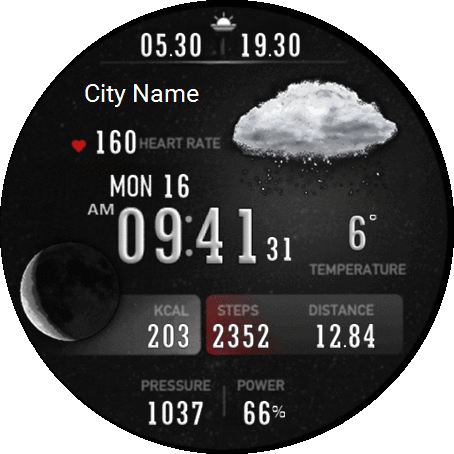 05.30 19.30
City Name
160 HEART RATE
MON 16
AM 09:41 31
6°
TEMPERATURE
KCAL STEPS DISTANCE
203 2352 12.84
PRESSURE POWER
1037 66%